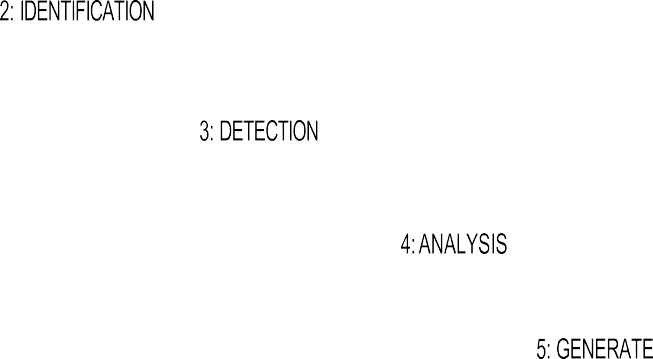 2: IDENTIFICATION
3: DETECTION
4: ANALYSIS
5: GENERATE